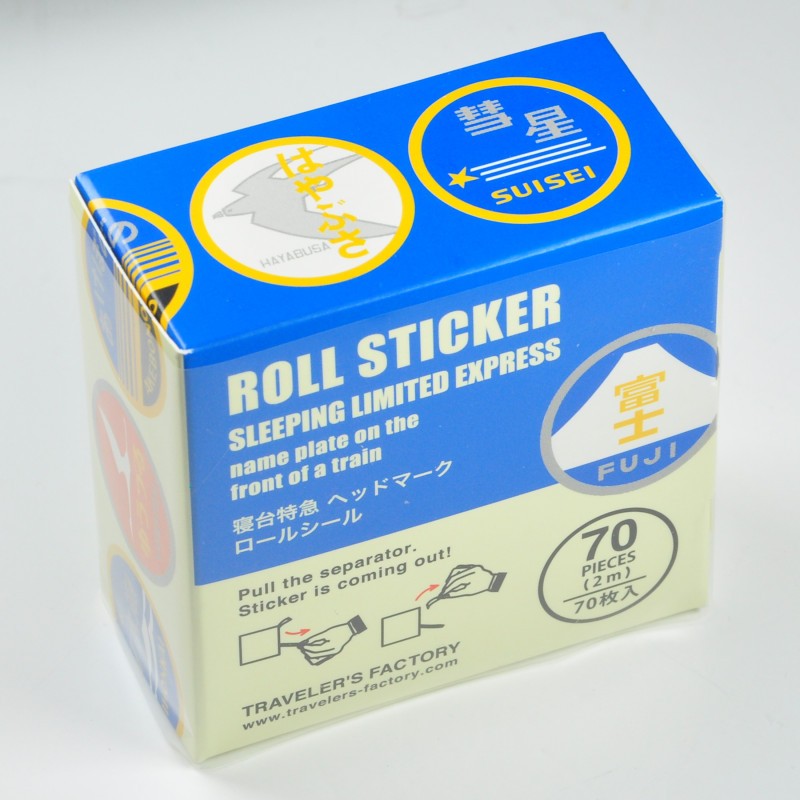 はやぶさ
HAYABUSA
彗星
SUISEI
ROLL STICKER
SLEEPING LIMITED EXPRESS
name plate on the
front of a train
寝台特急 ヘッドマーク
ロールシール
富士
FUJI
Pull the separator.
Sticker is coming out!
70
PIECES
(2m)
70枚入
TRAVELER'S FACTORY
www.travelers-factory.com